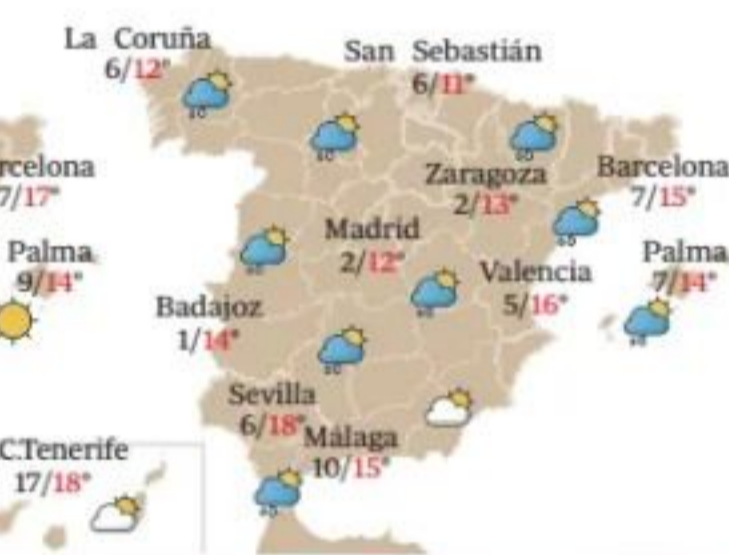 La Coruña
6/12°
San Sebastián
6/11°
rcelona
7/17°
Zaragoza
2/13°
Barcelona
7/15°
Palma
9/14°
Madrid
2/12°
Valencia
5/16°
Palma
7/14°
Badajoz
1/14°
Sevilla
6/18°
Málaga
10/15°
C.Tenerife
17/18°